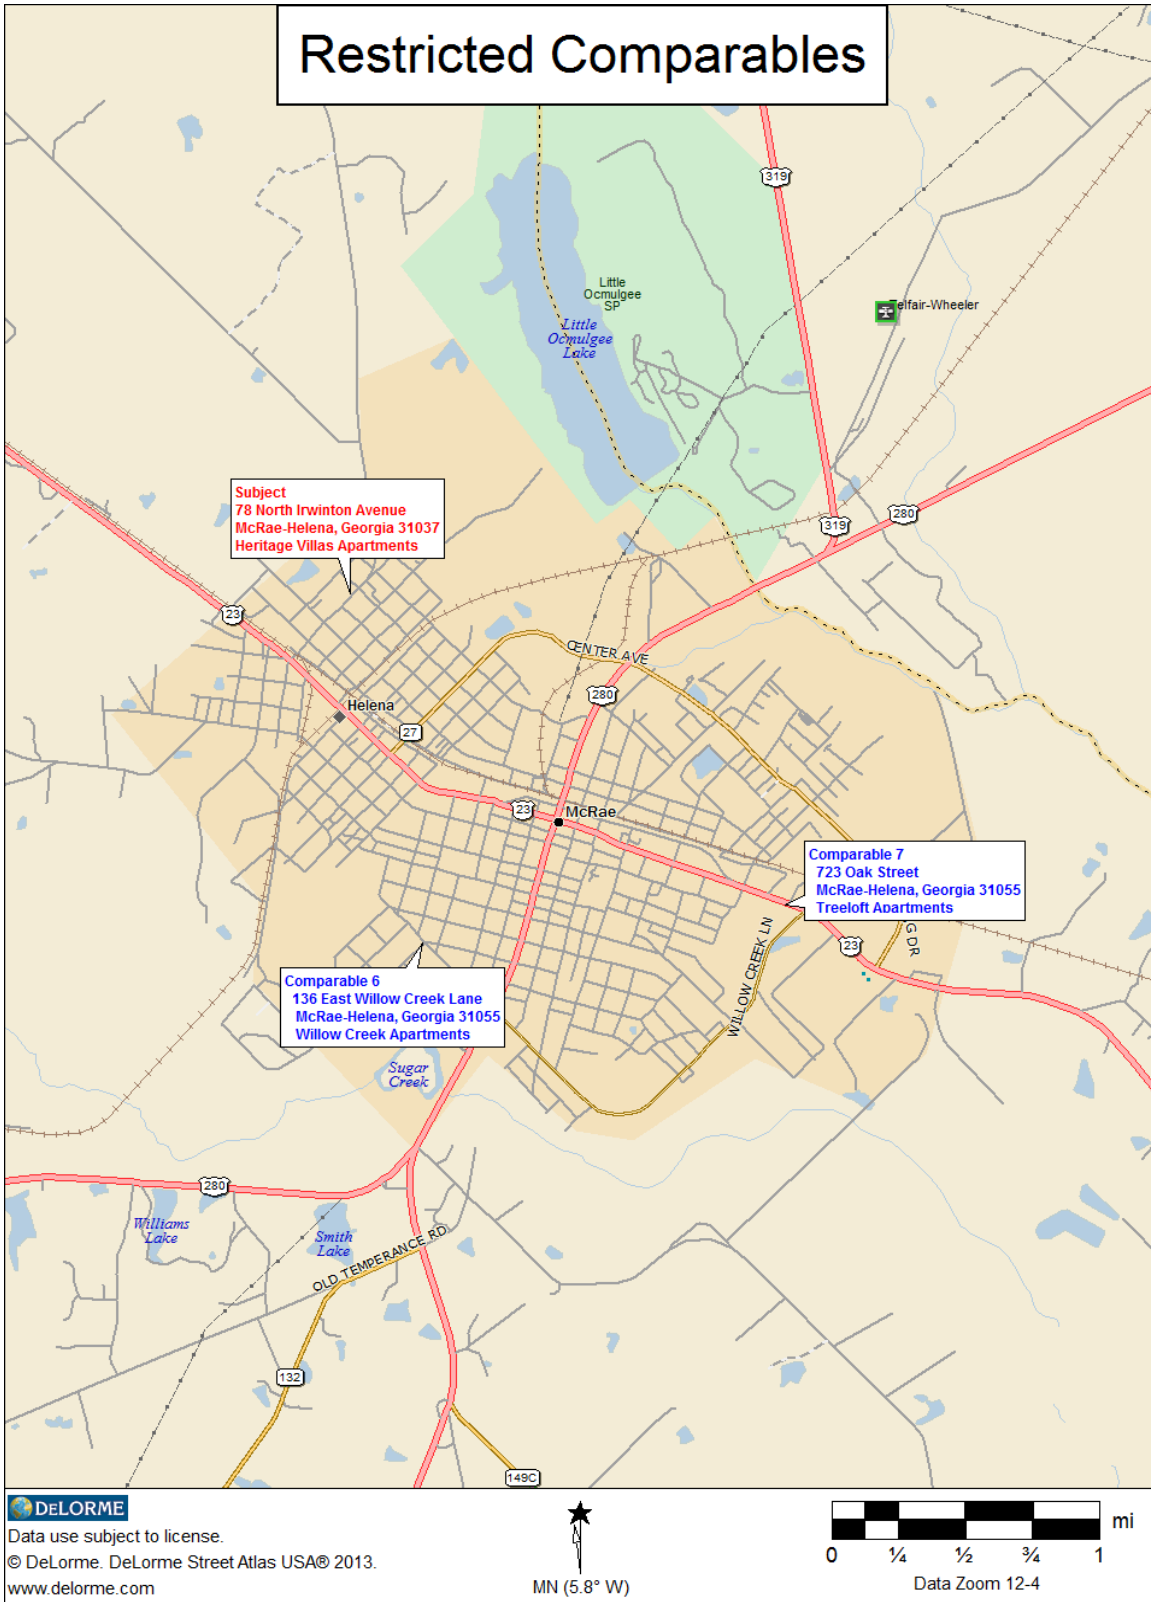 Restricted Comparables
319
Telfair-Wheeler
Little
Ocmulgee
SP
Little
Ocmulgee
Lake
Subject
78 North Irwinton Avenue
McRae-Helena, Georgia 31037
Heritage Villas Apartments
280
319
23
CENTER AVE
280
Helena
27
23
McRae
Comparable 7
723 Oak Street
McRae-Helena, Georgia 31055
Treeloft Apartments
WILLOW CREEK LN
G DR
23
Comparable 6
136 East Willow Creek Lane
McRae-Helena, Georgia 31055
Willow Creek Apartments
Sugar
Creek
280
Williams
Lake
Smith
Lake
OLD TEMPERANCE RD
132
149C
DELORME
Data use subject to license.
© DeLorme. DeLorme Street Atlas USA® 2013.
www.delorme.com
MN (5.8° W)
mi
0 ¼ ½ ¾ 1
Data Zoom 12-4